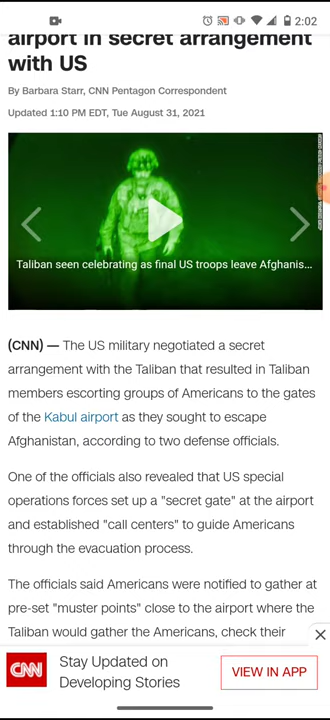 2:02
airport in secret arrangement
with US
By Barbara Starr, CNN Pentagon Correspondent
Updated 1:10 PM EDT, Tue August 31, 2021
Taliban seen celebrating as final US troops leave Afghanis...
(CNN) — The US military negotiated a secret
arrangement with the Taliban that resulted in Taliban
members escorting groups of Americans to the gates
of the Kabul airport as they sought to escape
Afghanistan, according to two defense officials.
One of the officials also revealed that US special
operations forces set up a "secret gate" at the airport
and established "call centers" to guide Americans
through the evacuation process.
The officials said Americans were notified to gather at
pre-set "muster points" close to the airport where the
Taliban would gather the Americans, check their
CNN
Stay Updated on
Developing Stories
VIEW IN APP